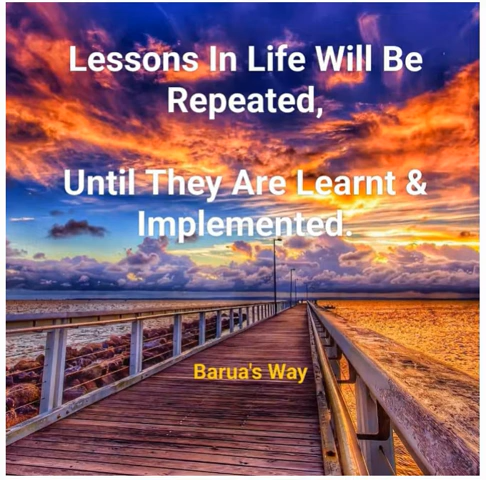 Lessons In Life Will Be
Repeated,
Until They Are Learnt &
Implemented.
Barua's Way